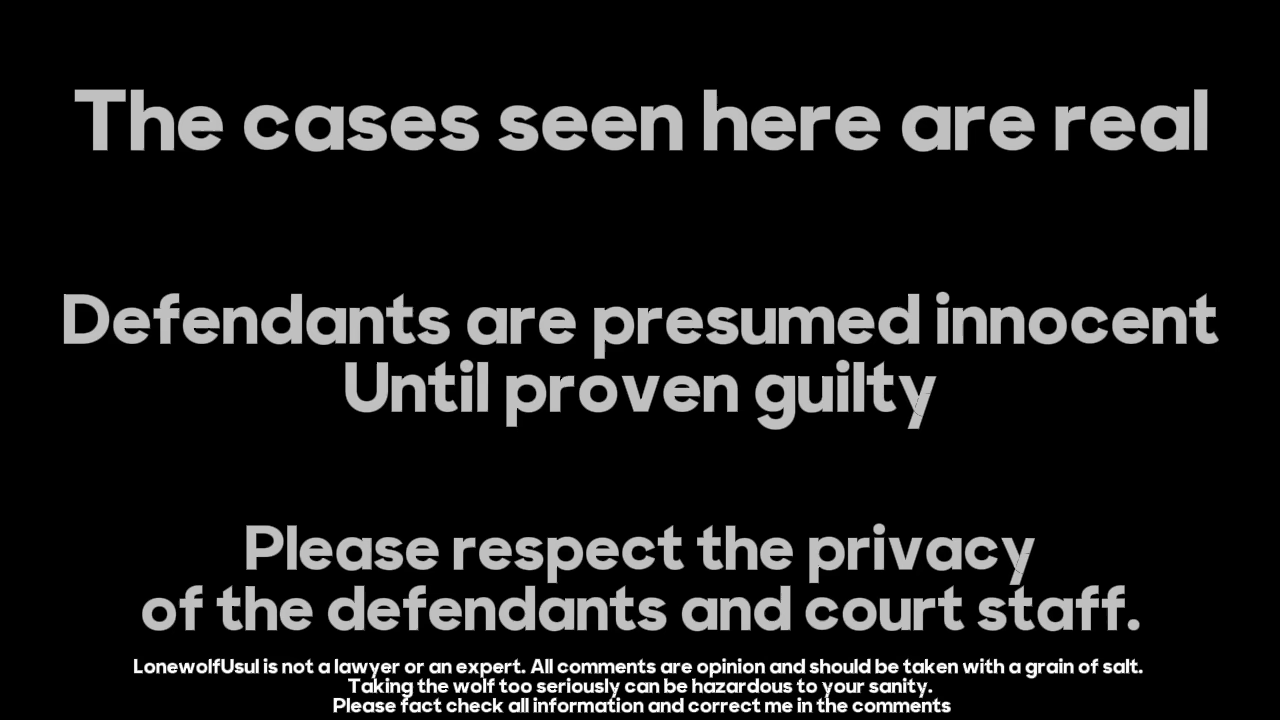 The cases seen here are real
Defendants are presumed innocent
Until proven guilty
Please respect the privacy
of the defendants and court staff.
LonewolfUsul is not a lawyer or an expert. All comments are opinion and should be taken with a grain of salt.
Taking the wolf too seriously can be hazardous to your sanity.
Please fact check all information and correct me in the comments